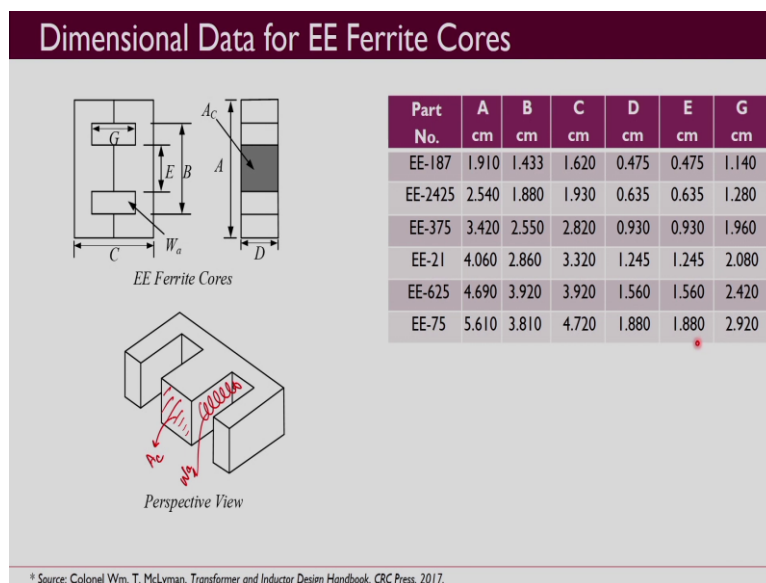 Dimensional Data for EE Ferrite Cores
G
E B
A
Ac
Wa
C
D
EE Ferrite Cores
Part No. A cm B cm C cm D cm E cm G cm
EE-187 1.910 1.433 1.620 0.475 0.475 1.140
EE-2425 2.540 1.880 1.930 0.635 0.635 1.280
EE-375 3.420 2.550 2.820 0.930 0.930 1.960
EE-21 4.060 2.860 3.320 1.245 1.245 2.080
EE-625 4.690 3.920 3.920 1.560 1.560 2.420
EE-75 5.610 3.810 4.720 1.880 1.880 2.920
Ac
Wa
Perspective View
* Source: Colonel Wm. T. McLyman, Transformer and Inductor Design Handbook, CRC Press, 2017.